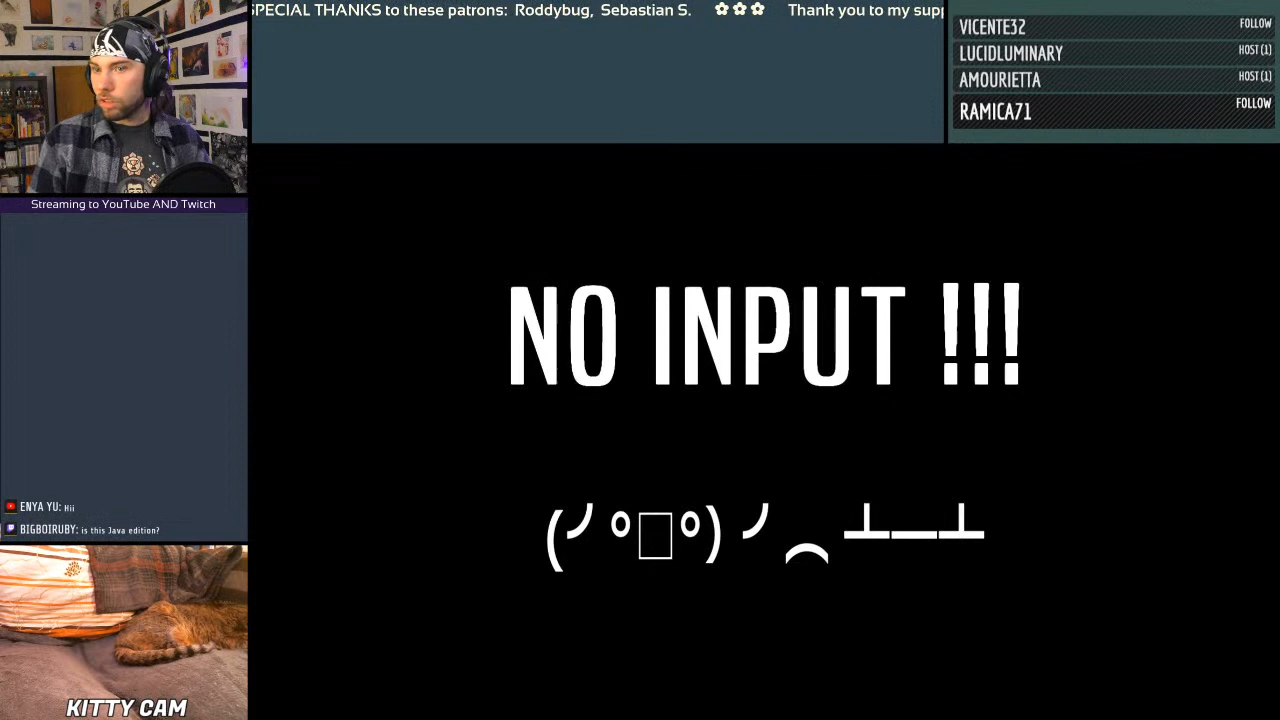 SPECIAL THANKS to these patrons: Roddybug, Sebastian S. ✿ ✿ ✿ Thank you to my supp
VICENTE32 FOLLOW
LUCIDLUMINARY HOST (1)
AMOURIETTA HOST (1)
RAMICA71 FOLLOW
Streaming to YouTube AND Twitch
NO INPUT !!!
(╯°□°) ╯︵ ┻━┻
ENYA YU: Hii
BIGBOIRUBY: is this Java edition?
KITTY CAM